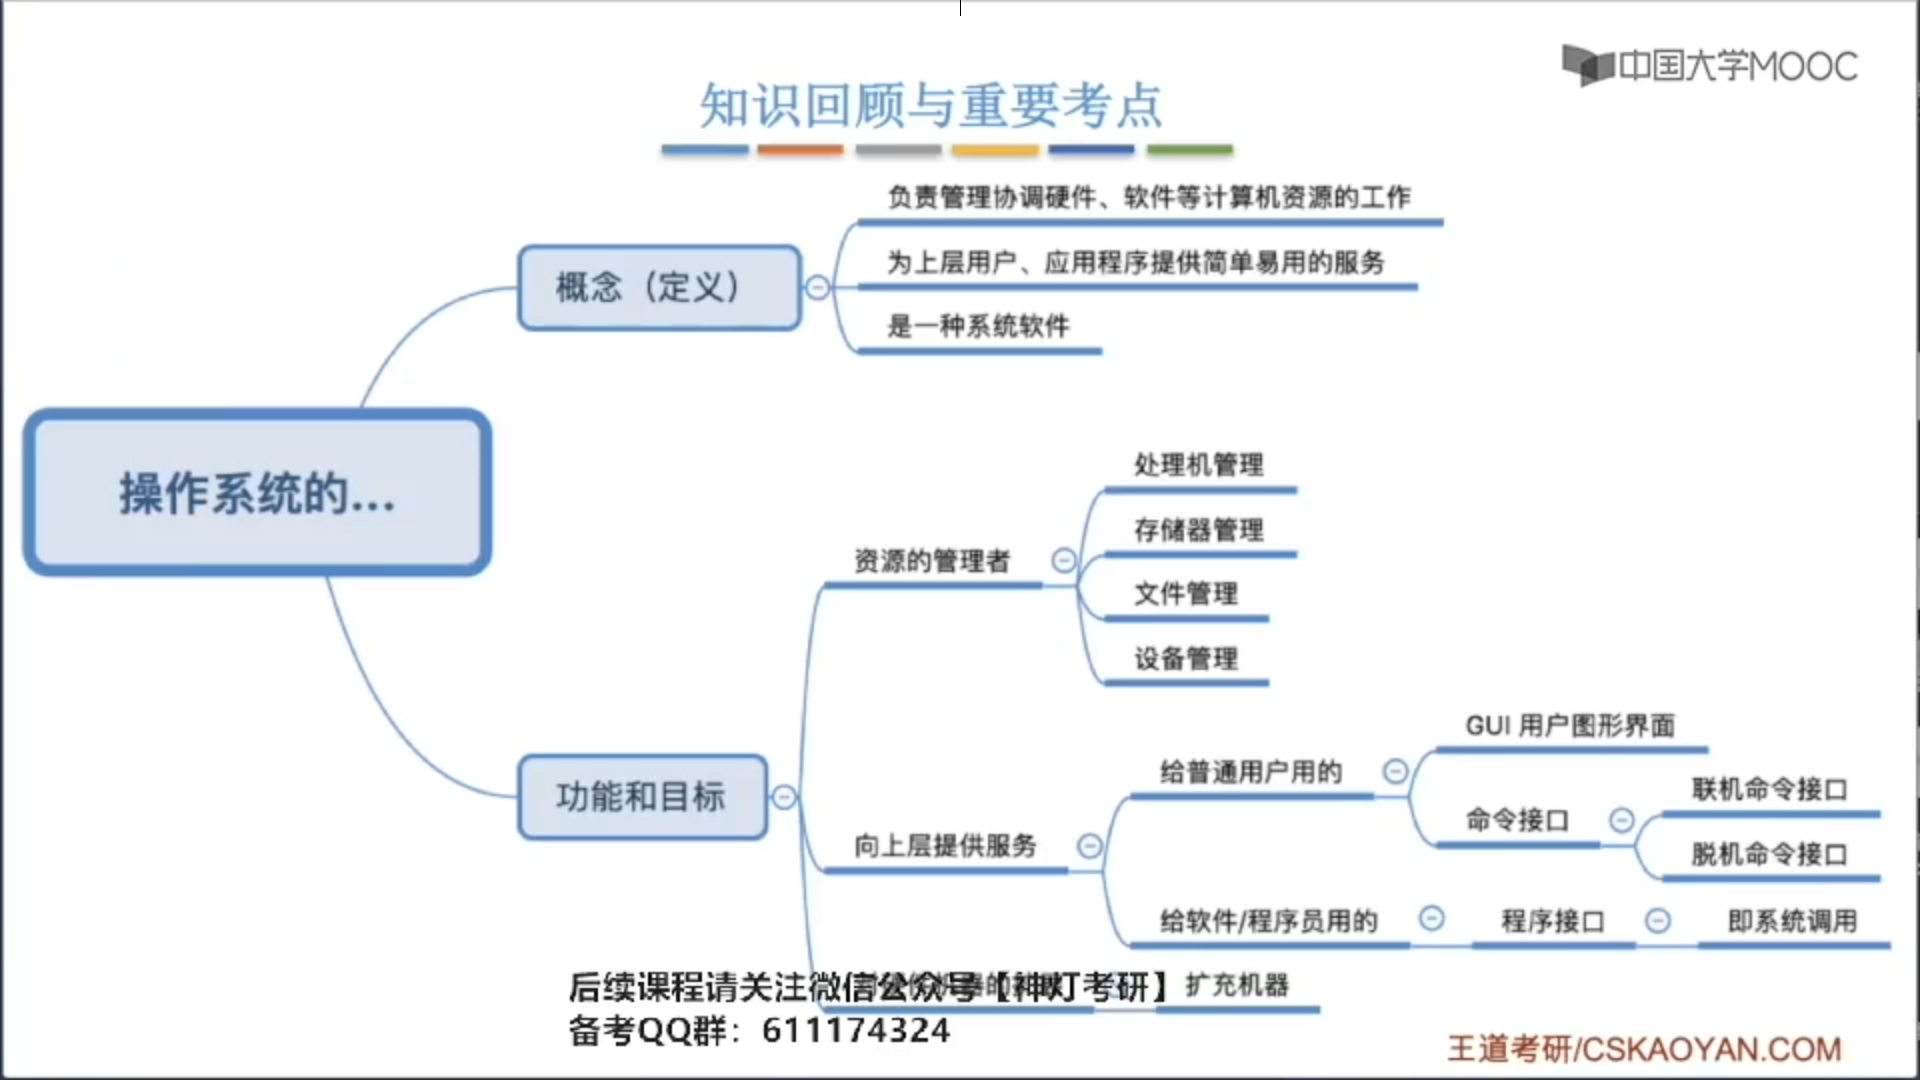 中国大学MOOC
知识回顾与重要考点
负责管理协调硬件、软件等计算机资源的工作
概念（定义）
为上层用户、应用程序提供简单易用的服务
是一种系统软件
操作系统的...
处理机管理
存储器管理
资源的管理者
文件管理
设备管理
功能和目标
GUI 用户图形界面
给普通用户用的
联机命令接口
命令接口
脱机命令接口
向上层提供服务
给软件/程序员用的
程序接口
即系统调用
扩充机器
后续课程请关注微信公众号【神灯考研】
备考QQ群：611174324
王道考研/CSKAOYAN.COM